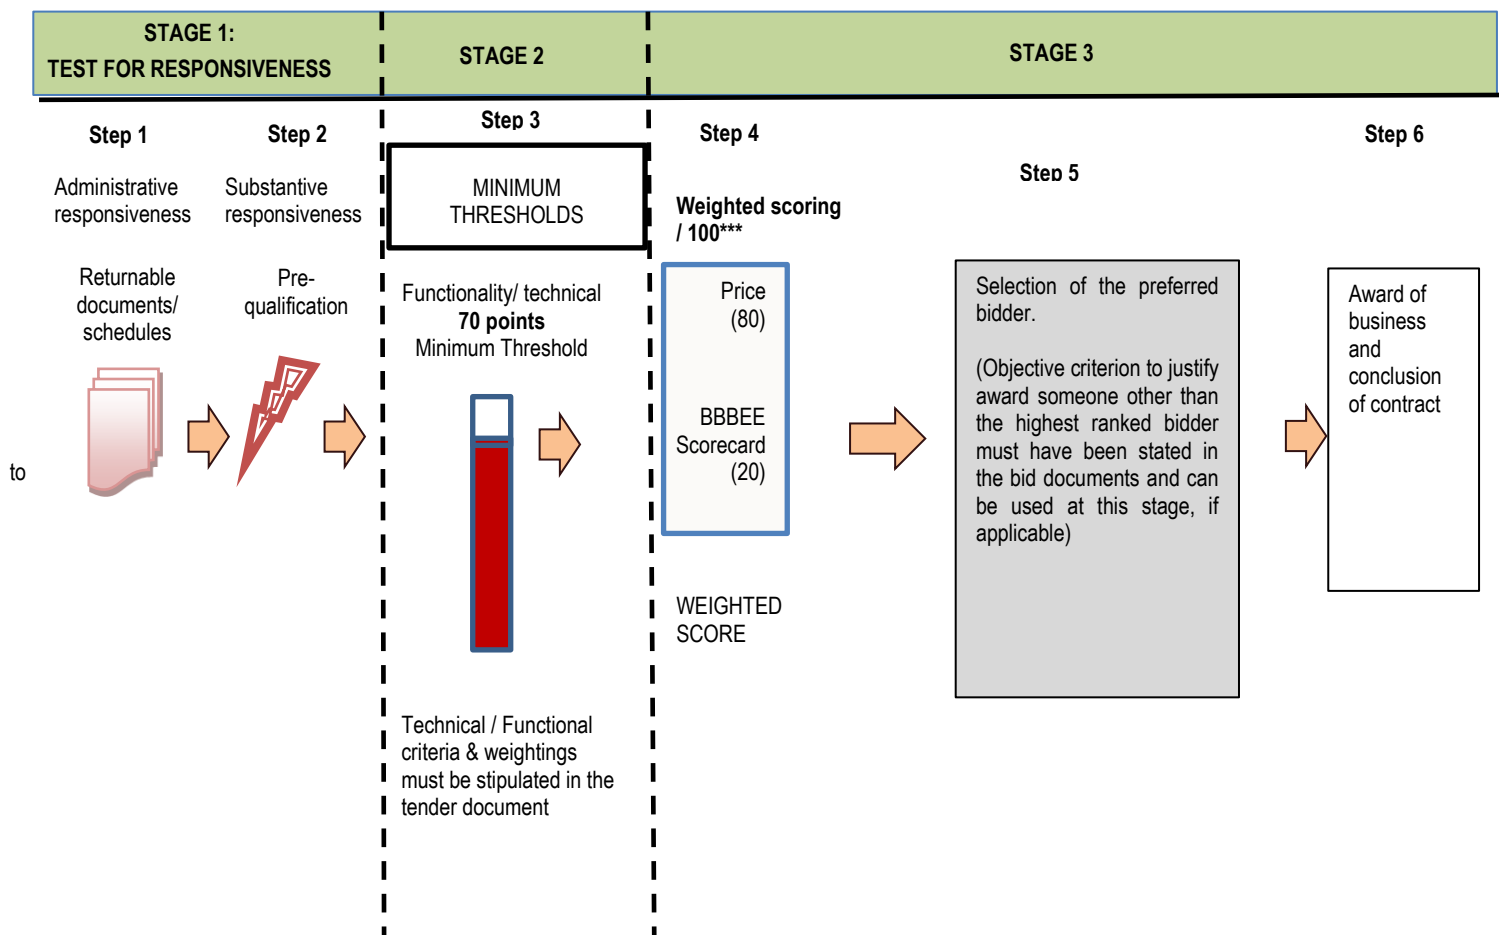 STAGE 1:
TEST FOR RESPONSIVENESS
STAGE 2
STAGE 3
Step 1
Administrative
responsiveness
Returnable
documents/
schedules
Step 2
Substantive
responsiveness
Pre-
qualification
to
Step 3
MINIMUM
THRESHOLDS
Functionality/ technical
70 points
Minimum Threshold
Technical / Functional
criteria & weightings
must be stipulated in the
tender document
Step 4
Weighted scoring
/ 100***
Price
(80)
BBBEE
Scorecard
(20)
WEIGHTED
SCORE
Step 5
Selection of the preferred
bidder.
(Objective criterion to justify
award someone other than
the highest ranked bidder
must have been stated in
the bid documents and can
be used at this stage, if
applicable)
Step 6
Award of
business
and
conclusion
of contract